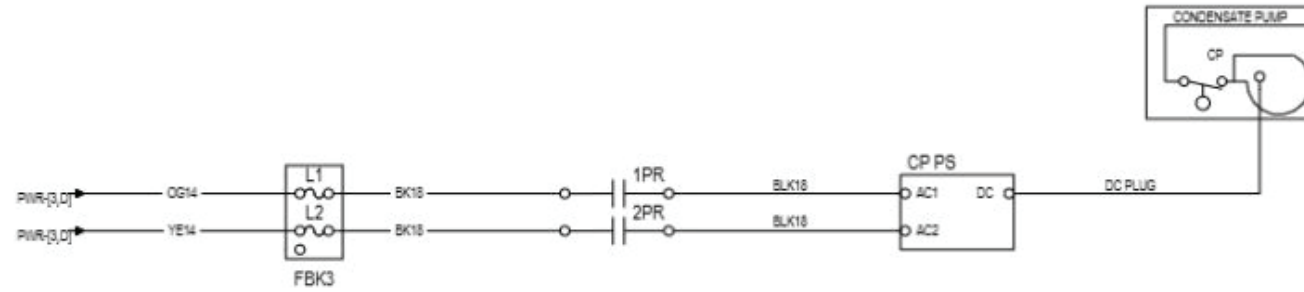 CONDENSATE PUMP
CP
CP PS
L1
1PR
PWR-[3,D]
OG14
BK18
BLK18
AC1
DC
DC PLUG
L2
2PR
PWR-[3,D]
YE14
BK18
BLK18
AC2
FBK3